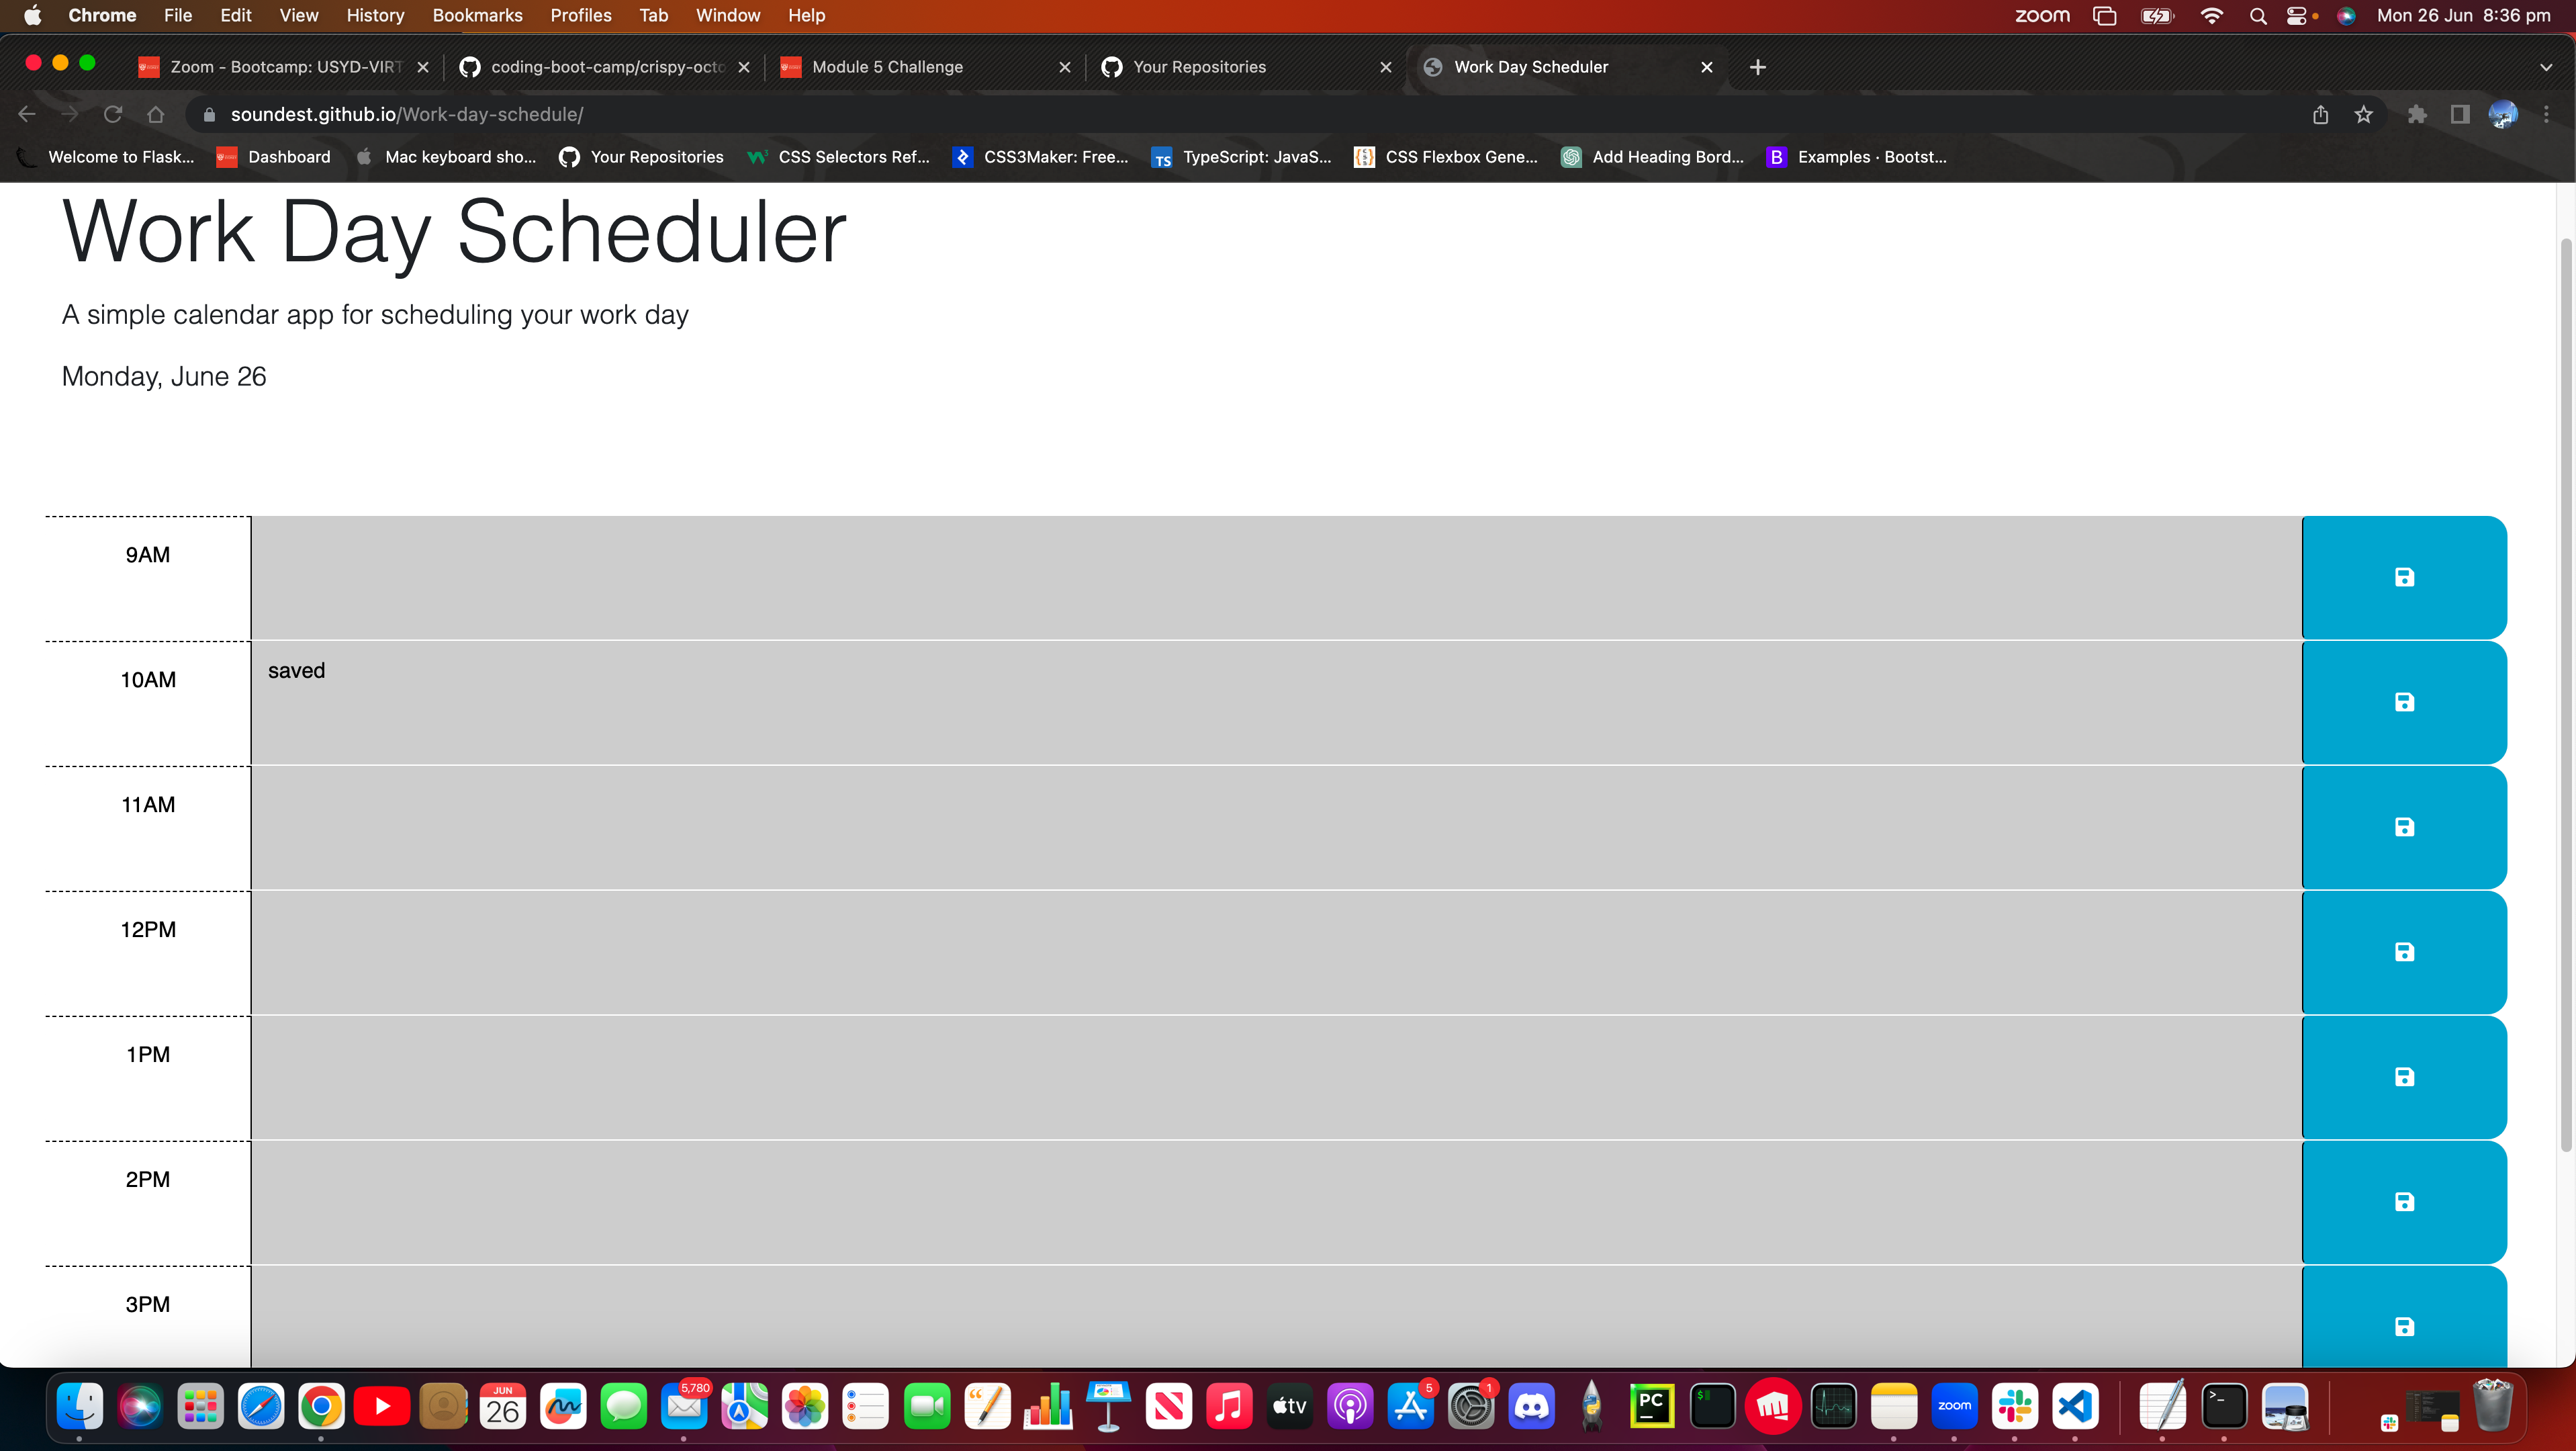 Chrome File Edit View History Bookmarks Profiles Tab Window Help zoom Mon 26 Jun 8:36 pm
Zoom - Bootcamp: USYD-VIRT coding-boot-camp/crispy-octo Module 5 Challenge Your Repositories Work Day Scheduler
soundest.github.io/Work-day-schedule/
Welcome to Flask... Dashboard Mac keyboard sho... Your Repositories CSS Selectors Ref... CSS3Maker: Free... TS TypeScript: JavaS... CSS Flexbox Gene... Add Heading Bord... B Examples · Bootst...
Work Day Scheduler
A simple calendar app for scheduling your work day
Monday, June 26
9AM
10AM saved
11AM
12PM
1PM
2PM
3PM
JUN 5,780 5 1
26 tv PC zoom